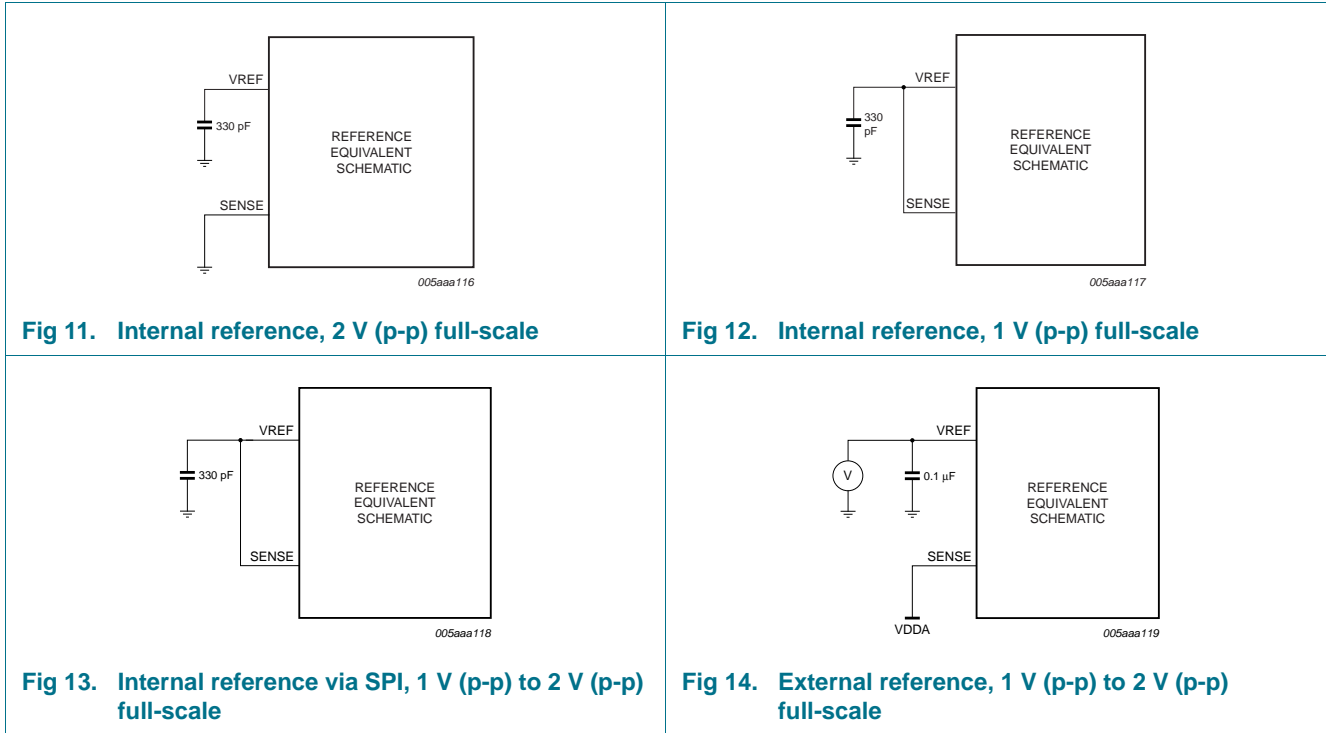 VREF
330 pF
REFERENCE
EQUIVALENT
SCHEMATIC
SENSE
005aaa116
Fig 11. Internal reference, 2 V (p-p) full-scale
VREF
330
pF
REFERENCE
EQUIVALENT
SCHEMATIC
SENSE
005aaa117
Fig 12. Internal reference, 1 V (p-p) full-scale
VREF
330 pF
REFERENCE
EQUIVALENT
SCHEMATIC
SENSE
005aaa118
Fig 13. Internal reference via SPI, 1 V (p-p) to 2 V (p-p)
full-scale
VREF
V
0.1 μF
REFERENCE
EQUIVALENT
SCHEMATIC
SENSE
VDDA
005aaa119
Fig 14. External reference, 1 V (p-p) to 2 V (p-p)
full-scale